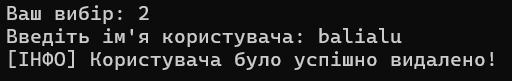 Ваш вибір: 2
Введіть ім'я користувача: balialu
[ІНФО] Користувача було успішно видалено!